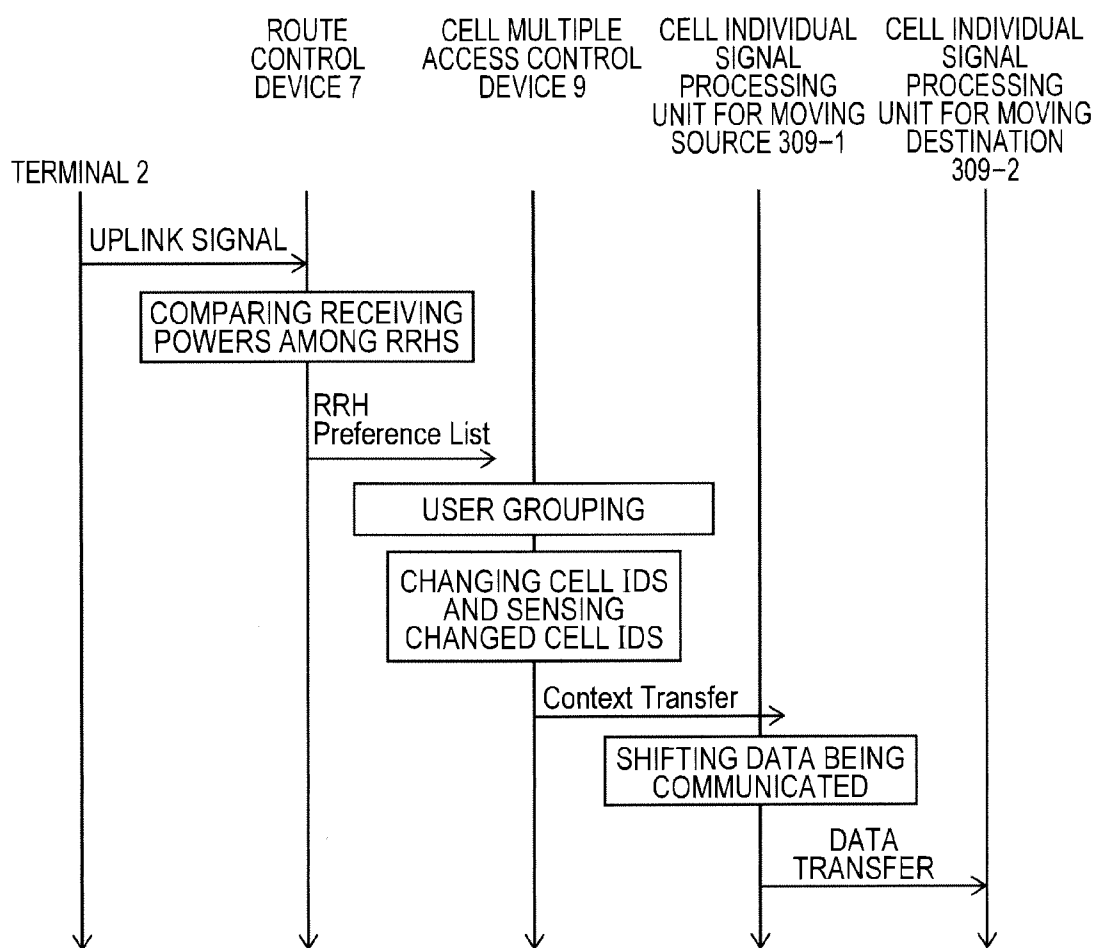 ROUTE
CONTROL
DEVICE 7
CELL MULTIPLE
ACCESS CONTROL
DEVICE 9
CELL INDIVIDUAL
SIGNAL
PROCESSING
UNIT FOR MOVING
SOURCE 309-1
CELL INDIVIDUAL
SIGNAL
PROCESSING
UNIT FOR MOVING
DESTINATION
309-2
TERMINAL 2
UPLINK SIGNAL
COMPARING RECEIVING
POWERS AMONG RRHS
RRH
Preference List
USER GROUPING
CHANGING CELL IDS
AND SENSING
CHANGED CELL IDS
Context Transfer
SHIFTING DATA BEING
COMMUNICATED
DATA
TRANSFER